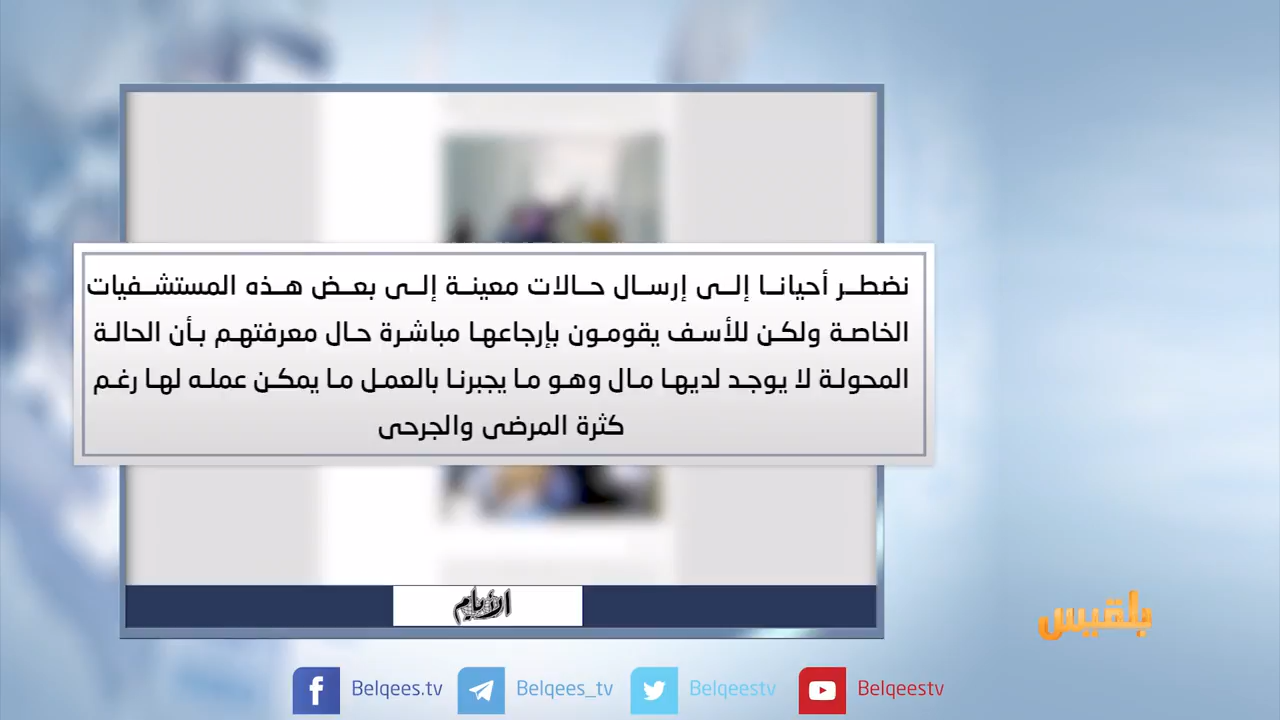 نضطر أحيانا إلى إرسال حالات معينة إلى بعض هذه المستشفيات
الخاصة ولكن للأسف يقومون بإرجاعها مباشرة حال معرفتهم بأن الحالة
المحولة لا يوجد لديها مال وهو ما يجبرنا بالعمل ما يمكن عمله لها رغم
كثرة المرضى والجرحى
الأيام
بلقيس
Belqees.tv
Belqees_tv
Belqeestv
Belqeestv